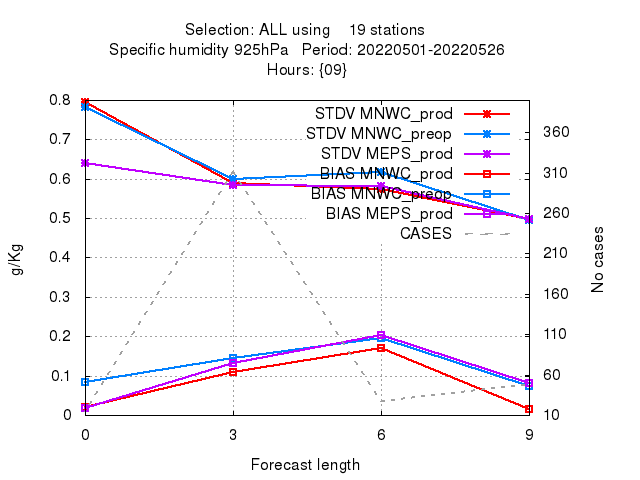 Selection: ALL using 19 stations
Specific humidity 925hPa Period: 20220501-20220526
Hours: {09}
STDV MNWC_prod
STDV MNWC_preop
STDV MEPS_prod
BIAS MNWC_prod
BIAS MNWC_preop
BIAS MEPS_prod
CASES
0.8
0.7
0.6
0.5
0.4
0.3
0.2
0.1
0
g/Kg
360
310
260
210
160
110
60
10
No cases
0 3 6 9
Forecast length